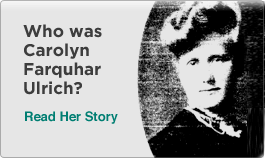 Who was
Carolyn
Farquhar
Ulrich?
Read Her Story